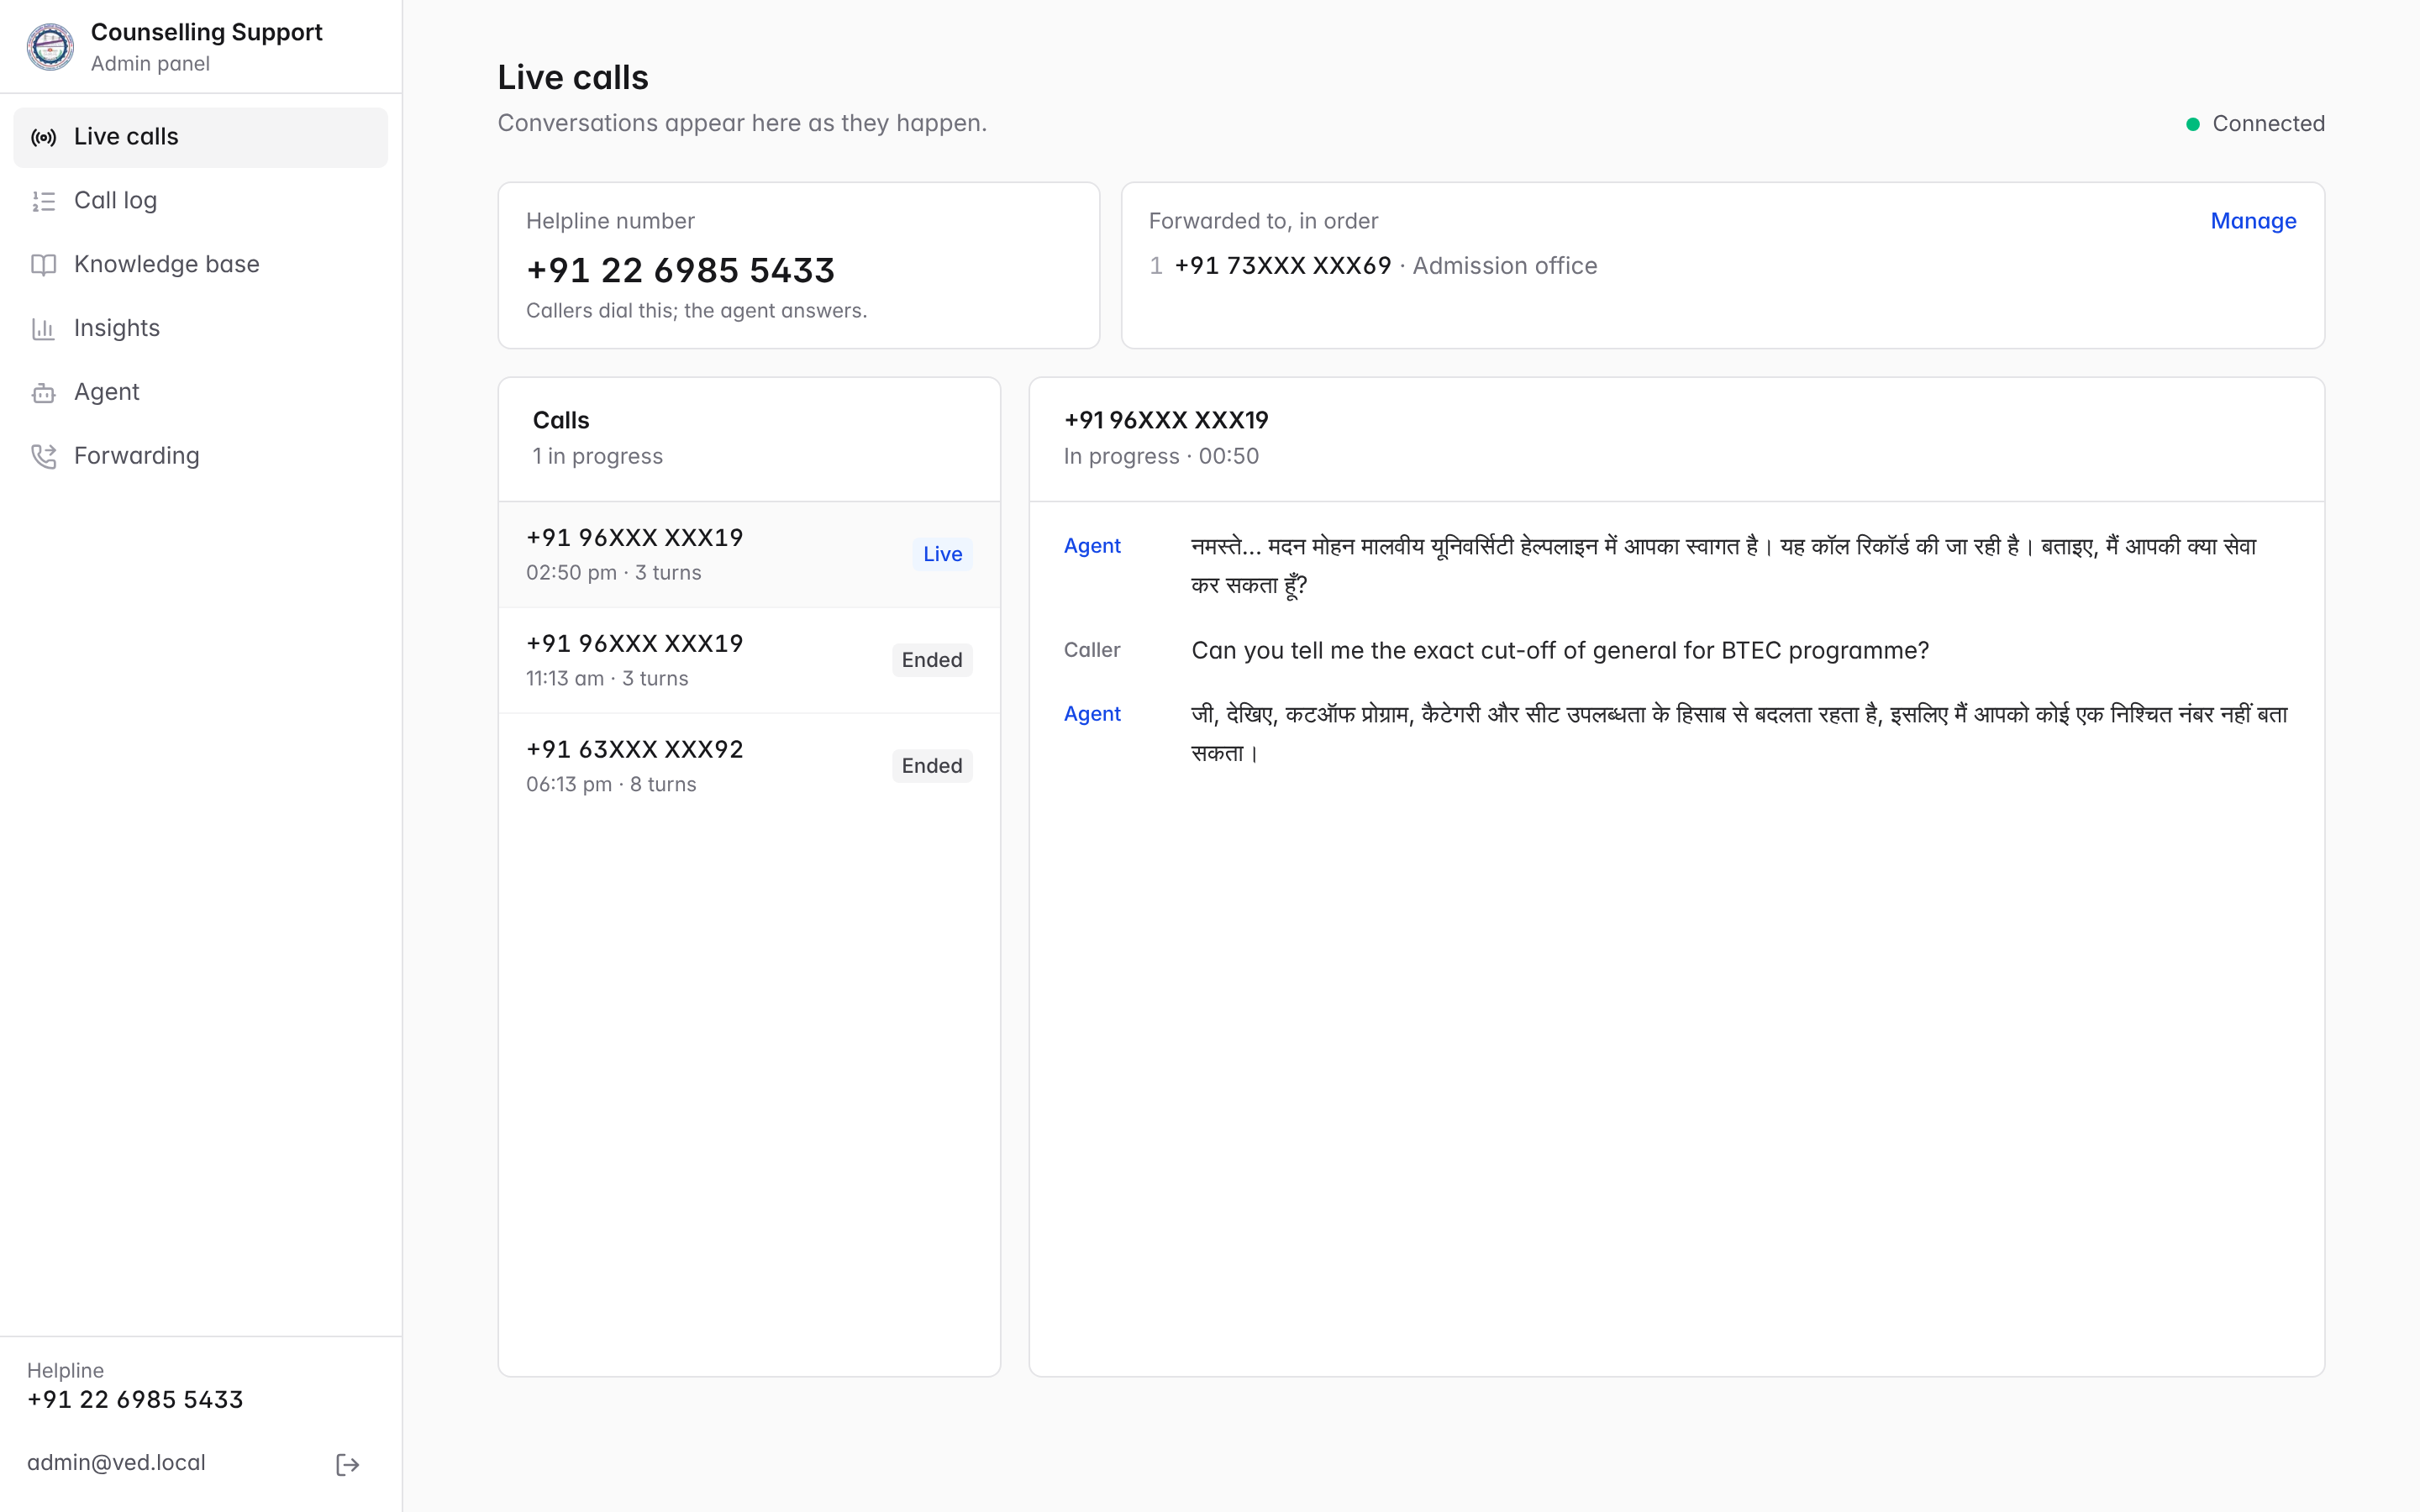 Counselling Support
Admin panel
Live calls
Call log
Knowledge base
Insights
Agent
Forwarding
Helpline
+91 22 6985 5433
admin@ved.local
Live calls
Conversations appear here as they happen.
Connected
Helpline number
+91 22 6985 5433
Callers dial this; the agent answers.
Forwarded to, in order
Manage
1 +91 73XXX XXX69 · Admission office
Calls
1 in progress
+91 96XXX XXX19
02:50 pm · 3 turns
Live
+91 96XXX XXX19
11:13 am · 3 turns
Ended
+91 63XXX XXX92
06:13 pm · 8 turns
Ended
+91 96XXX XXX19
In progress · 00:50
Agent
नमस्ते... मदन मोहन मालवीय यूनिवर्सिटी हेल्पलाइन में आपका स्वागत है। यह कॉल रिकॉर्ड की जा रही है। बताइए, मैं आपकी क्या सेवा
कर सकता हूँ?
Caller
Can you tell me the exact cut-off of general for BTEC programme?
Agent
जी, देखिए, कटऑफ प्रोग्राम, कैटेगरी और सीट उपलब्धता के हिसाब से बदलता रहता है, इसलिए मैं आपको कोई एक निश्चित नंबर नहीं बता
सकता।